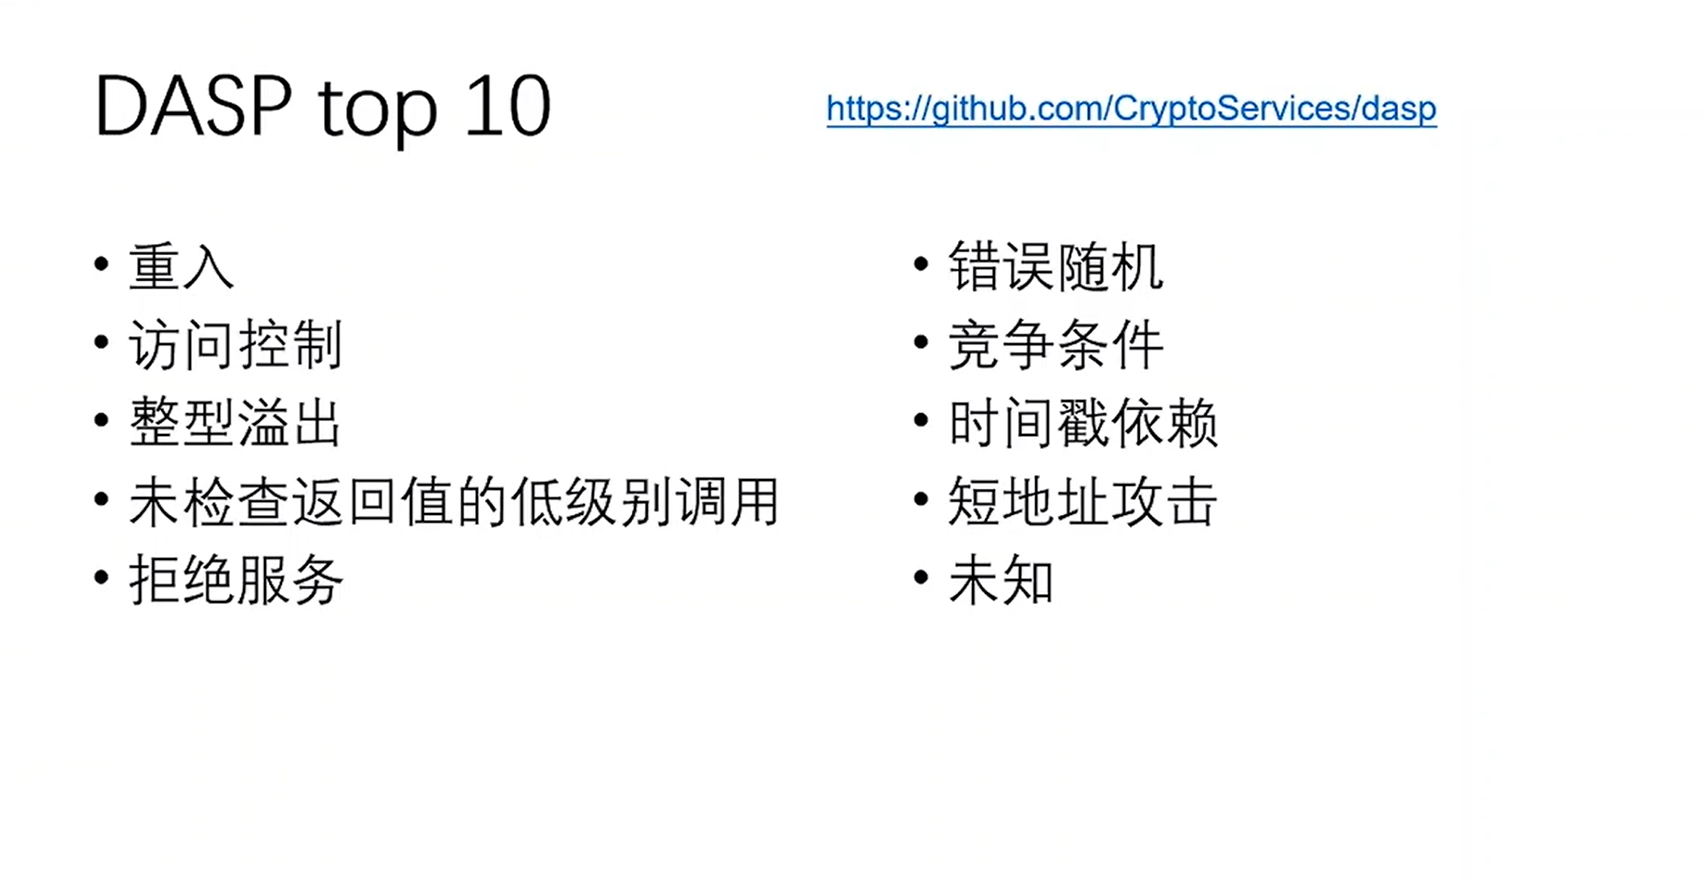 DASP top 10
https://github.com/CryptoServices/dasp
• 重入
• 访问控制
• 整型溢出
• 未检查返回值的低级别调用
• 拒绝服务
• 错误随机
• 竞争条件
• 时间戳依赖
• 短地址攻击
• 未知